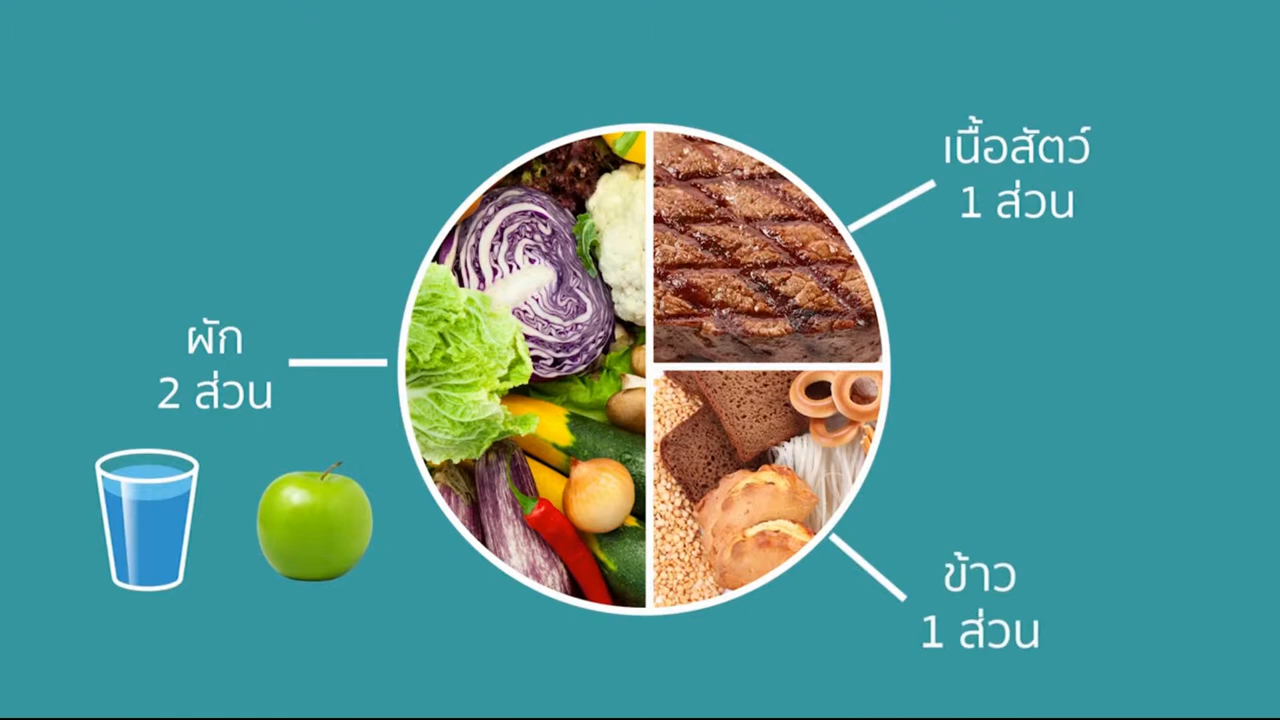 เนื้อสัตว์
1 ส่วน
ผัก
2 ส่วน
ข้าว
1 ส่วน